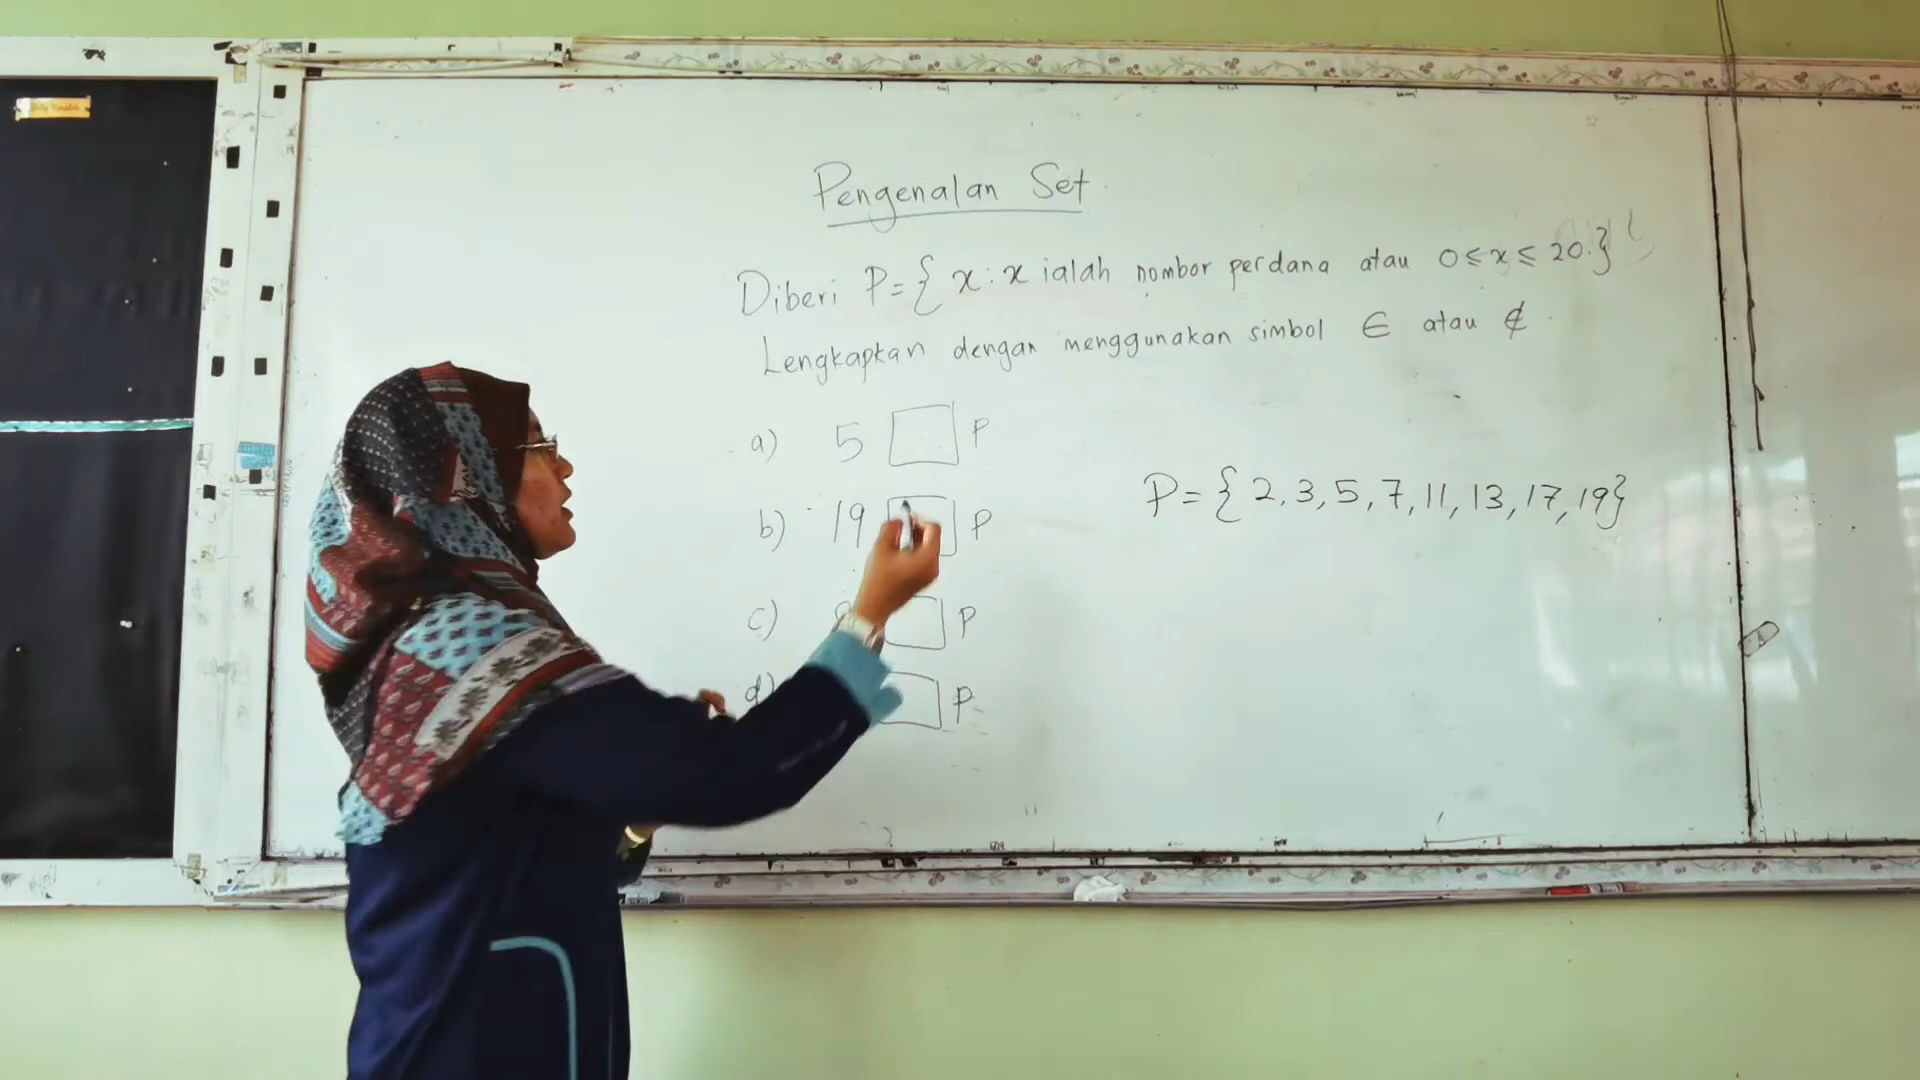 Pengenalan Set
Diberi P = { x : x ialah nombor perdana atau 0 ≤ x ≤ 20. }
Lengkapkan dengan menggunakan simbol ∈ atau ∉ .
a) 5 □ P
P = { 2, 3, 5, 7, 11, 13, 17, 19 }
b) 19 □ P
c) □ P
d) □ P